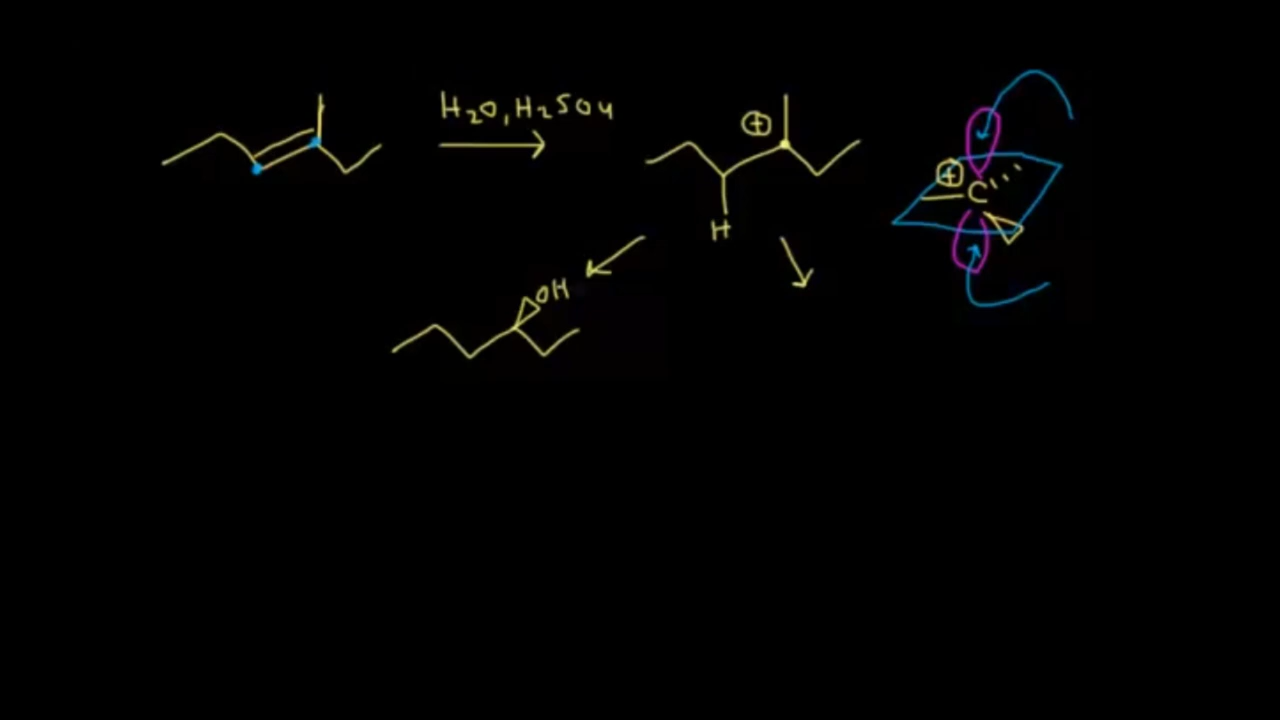 H₂O, H₂SO₄
⊕
⊕
C
H
OH